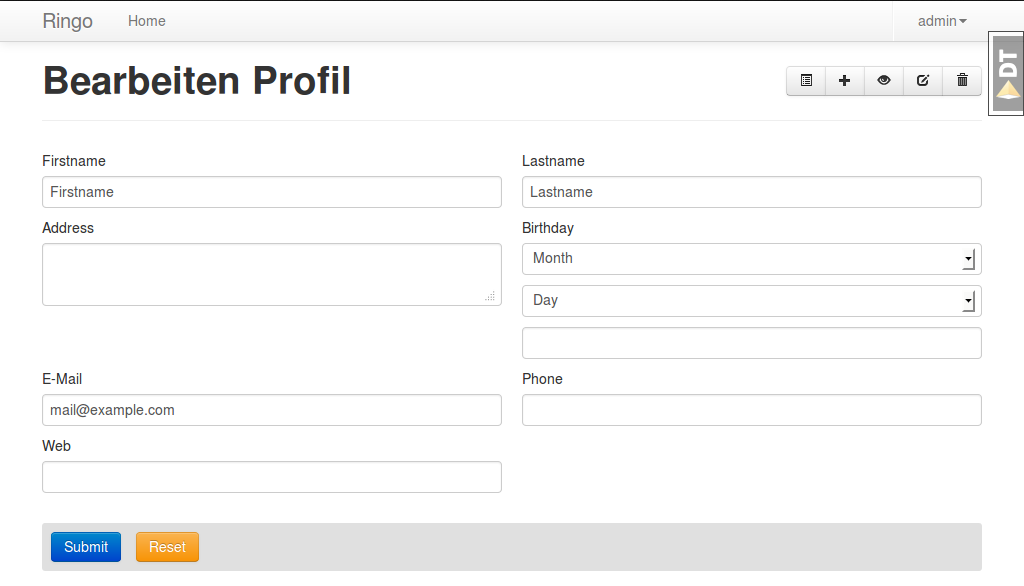 Ringo Home admin
DT
Bearbeiten Profil
Firstname Lastname
Firstname Lastname
Address Birthday
Month
Day
E-Mail Phone
mail@example.com
Web
Submit Reset